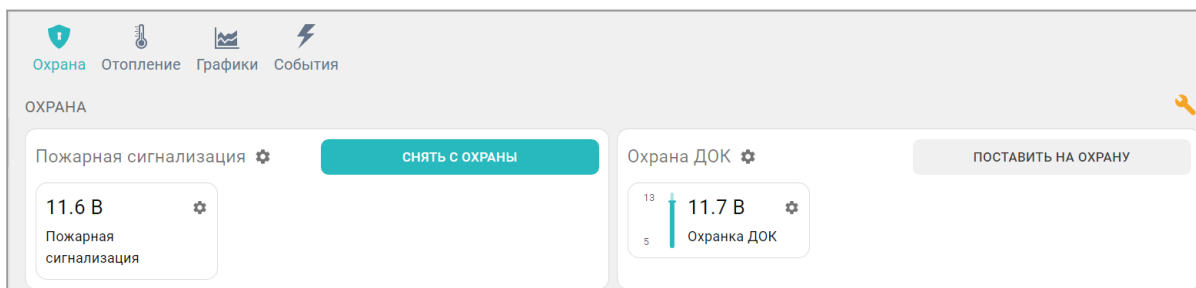 Охрана Отопление Графики События
ОХРАНА
Пожарная сигнализация СНЯТЬ С ОХРАНЫ
11.6 В
Пожарная
сигнализация
Охрана ДОК ПОСТАВИТЬ НА ОХРАНУ
13
11.7 В
5
Охранка ДОК